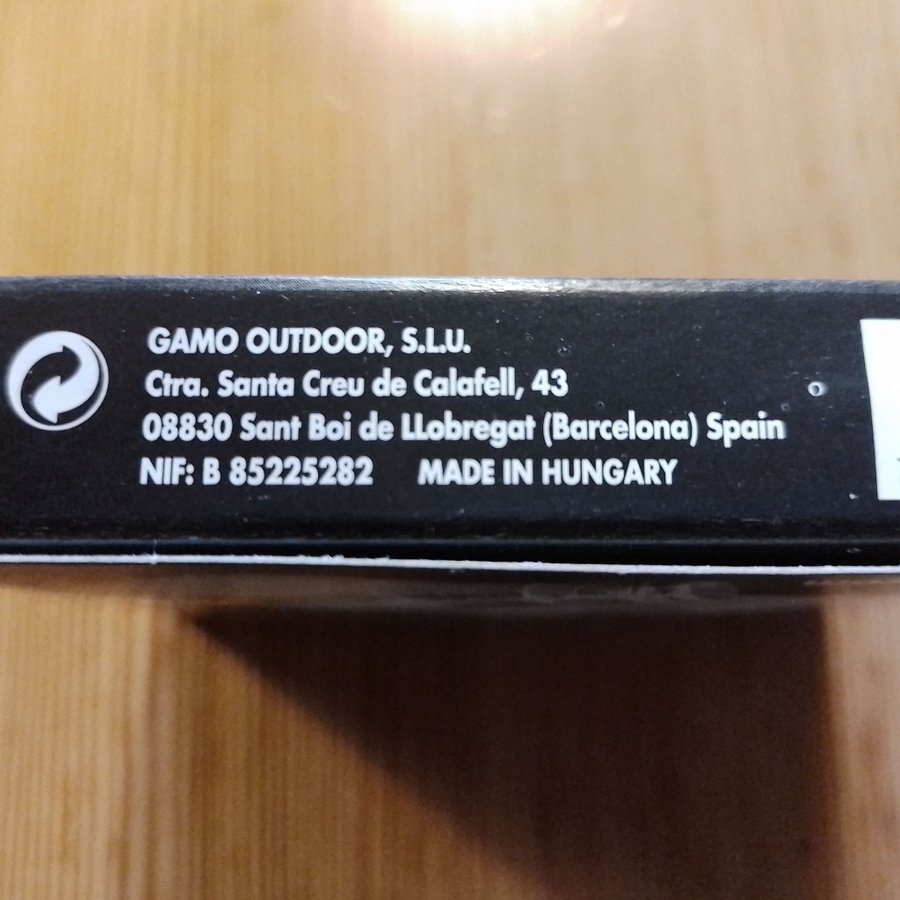 GAMO OUTDOOR, S.L.U.
Ctra. Santa Creu de Calafell, 43
08830 Sant Boi de LLobregat (Barcelona) Spain
NIF: B 85225282 MADE IN HUNGARY